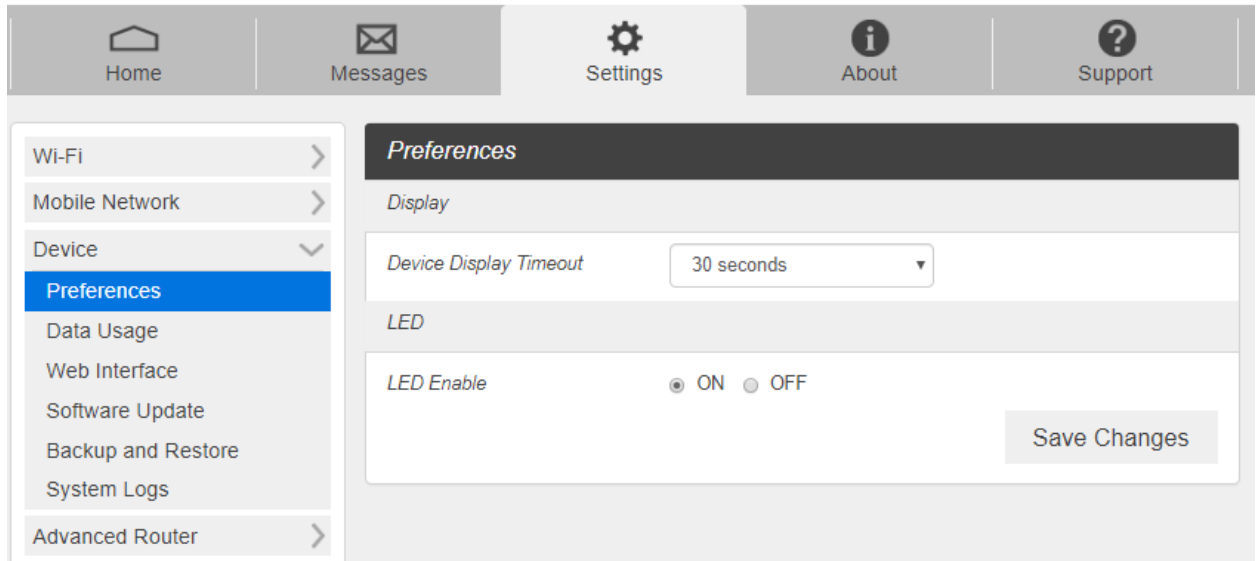 Home
Messages
Settings
About
Support
Wi-Fi
Mobile Network
Device
Preferences
Data Usage
Web Interface
Software Update
Backup and Restore
System Logs
Advanced Router
Preferences
Display
Device Display Timeout 30 seconds
LED
LED Enable ON OFF
Save Changes